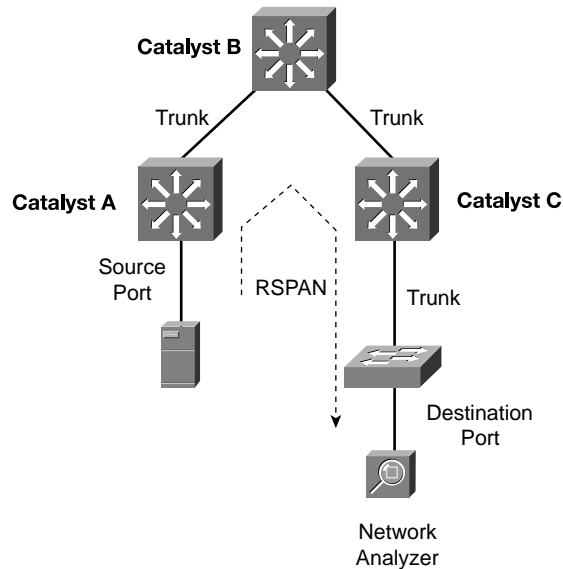 Catalyst B
Trunk
Trunk
Catalyst A
Catalyst C
Source
Port
RSPAN
Trunk
Destination
Port
Network
Analyzer